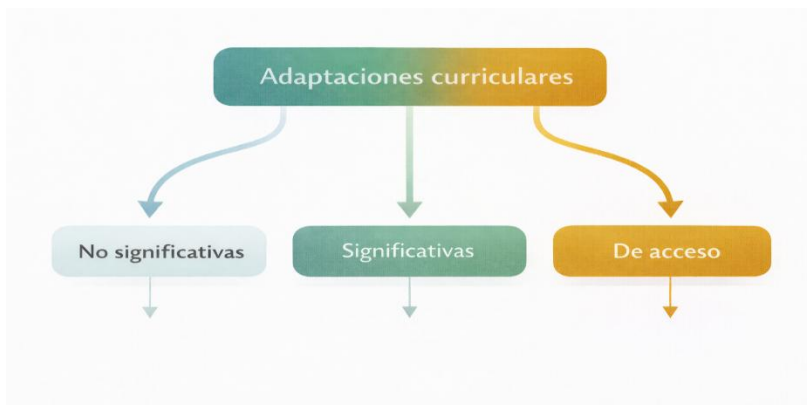 Adaptaciones curriculares
No significativas
Significativas
De acceso